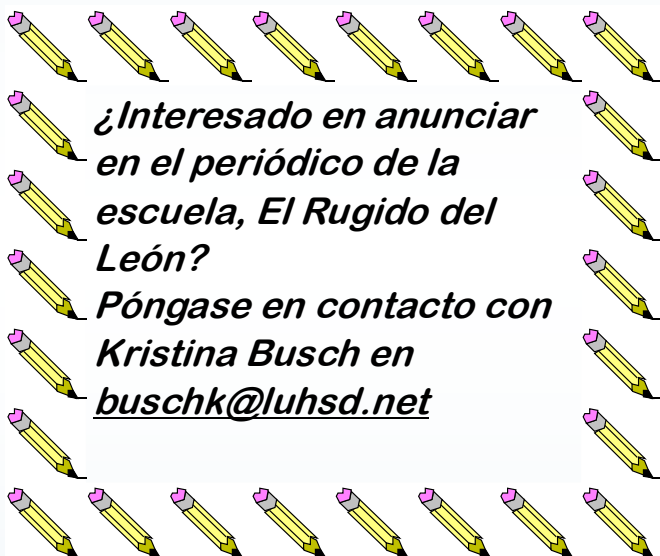 ¿Interesado en anunciar
en el periódico de la
escuela, El Rugido del
León?
Póngase en contacto con
Kristina Busch en
buschk@luhsd.net